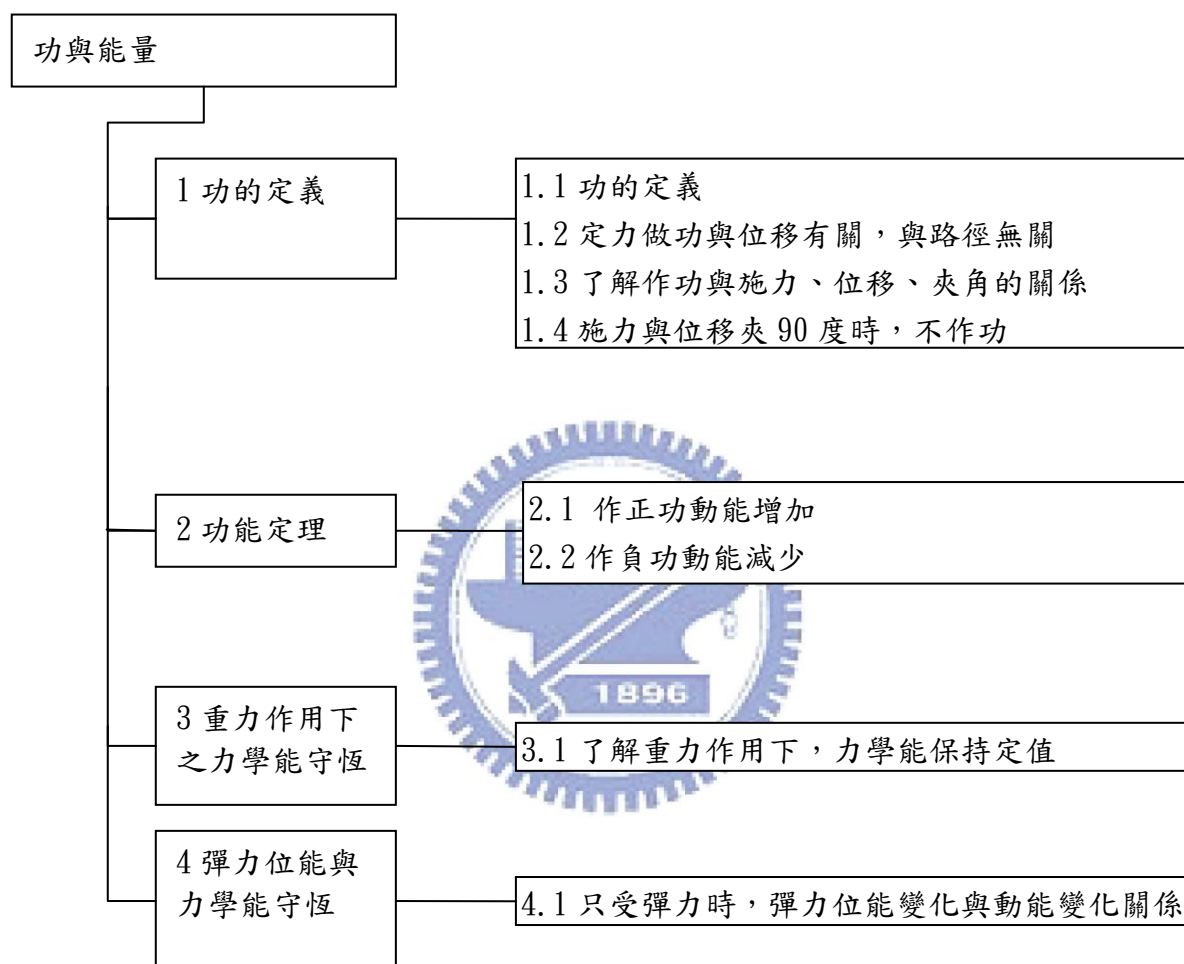 功與能量
1 功的定義
1.1 功的定義
1.2 定力做功與位移有關，與路徑無關
1.3 了解作功與施力、位移、夾角的關係
1.4 施力與位移夾 90 度時，不作功
2 功能定理
2.1 作正功動能增加
2.2 作負功動能減少
1896
3 重力作用下
之力學能守恆
3.1 了解重力作用下，力學能保持定值
4 彈力位能與
力學能守恆
4.1 只受彈力時，彈力位能變化與動能變化關係